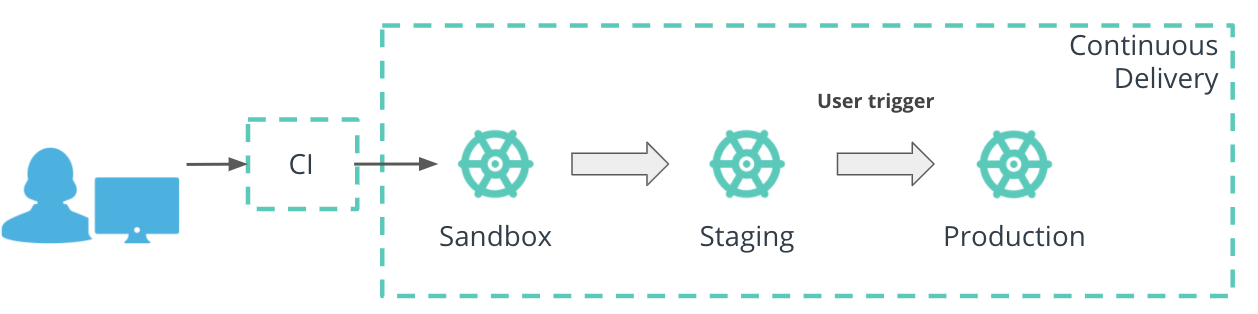 Continuous
Delivery
User trigger
CI
Sandbox
Staging
Production